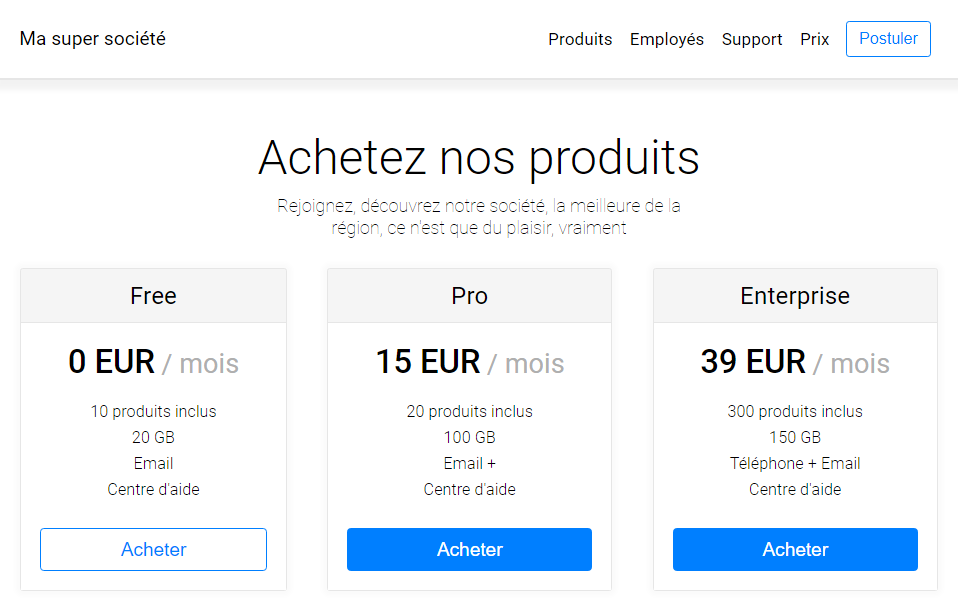 Ma super société
Produits Employés Support Prix Postuler
Achetez nos produits
Rejoignez, découvrez notre société, la meilleure de la
région, ce n'est que du plaisir, vraiment
Free
0 EUR / mois
10 produits inclus
20 GB
Email
Centre d'aide
Acheter
Pro
15 EUR / mois
20 produits inclus
100 GB
Email +
Centre d'aide
Acheter
Enterprise
39 EUR / mois
300 produits inclus
150 GB
Téléphone + Email
Centre d'aide
Acheter